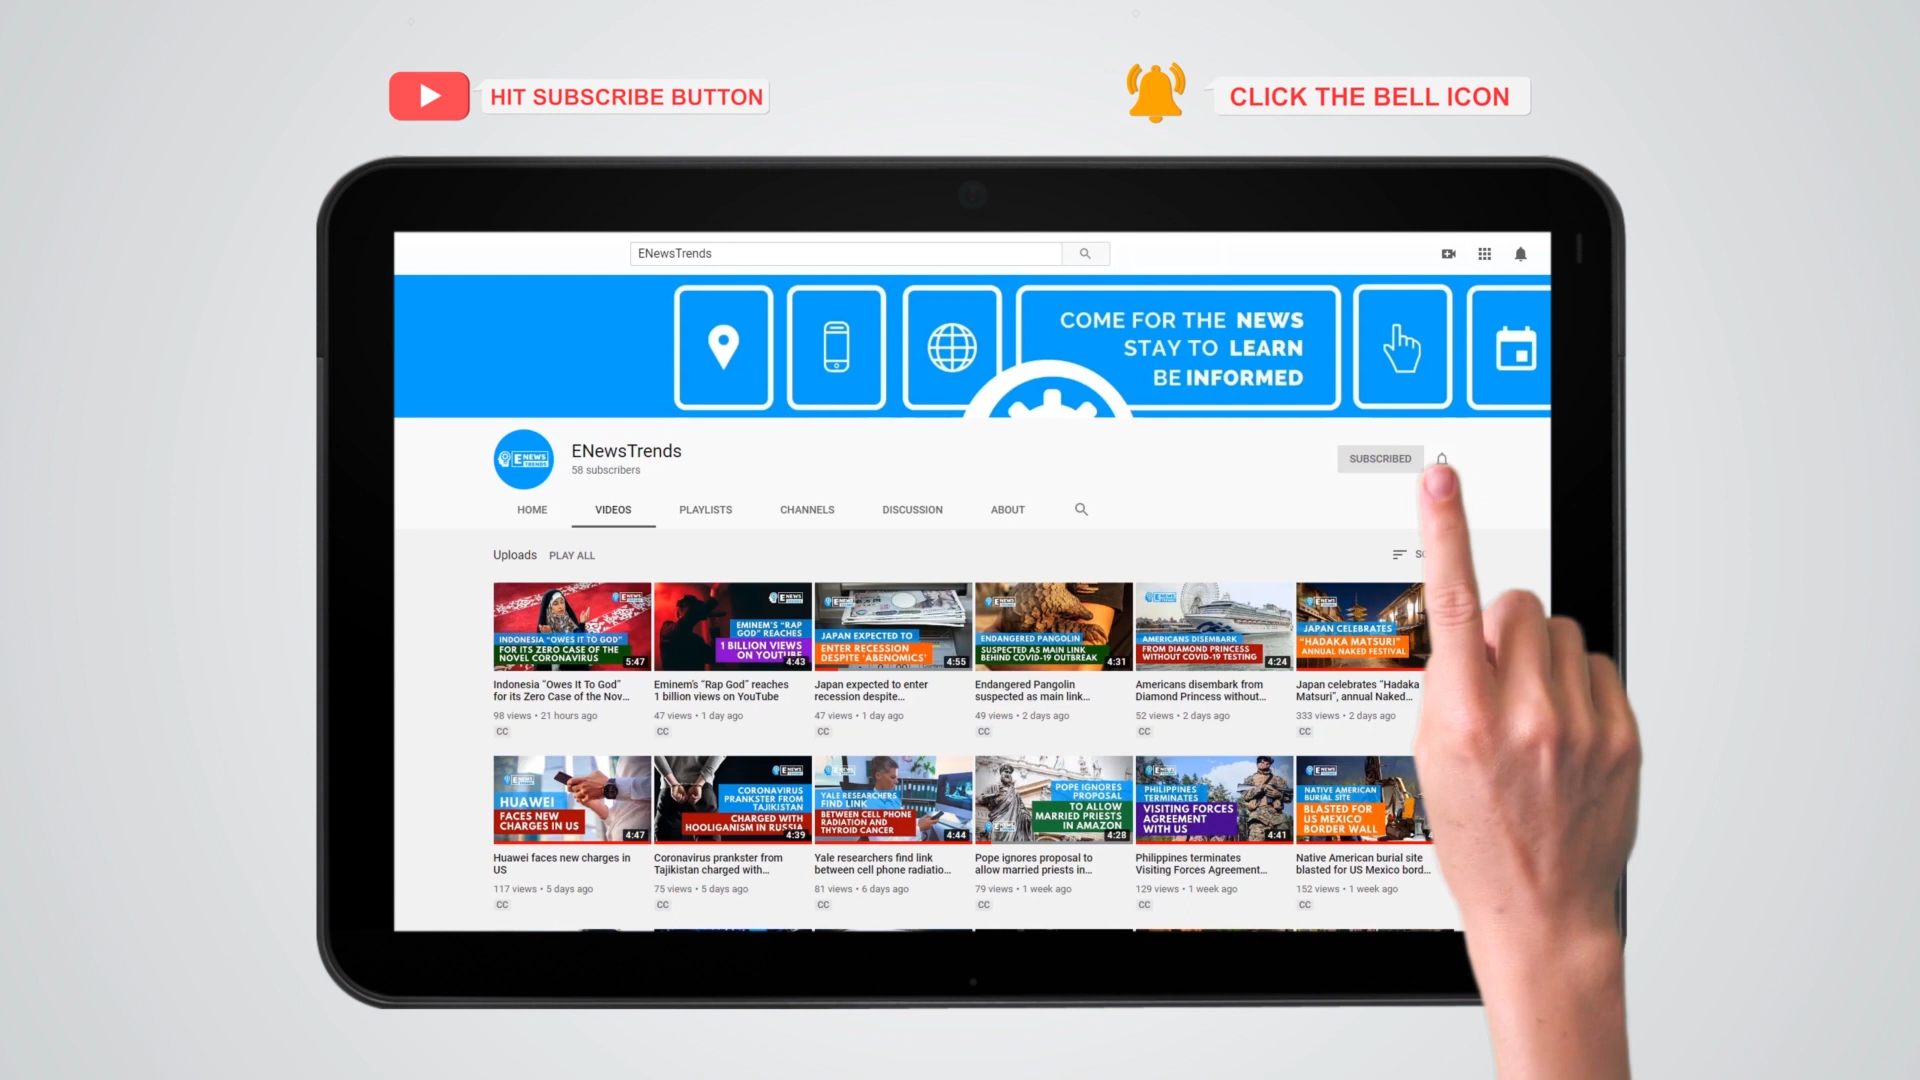 HIT SUBSCRIBE BUTTON
CLICK THE BELL ICON
ENewsTrends
COME FOR THE NEWS
STAY TO LEARN
BE INFORMED
E NEWS
TRENDS
ENewsTrends
58 subscribers
SUBSCRIBED
HOME VIDEOS PLAYLISTS CHANNELS DISCUSSION ABOUT
Uploads PLAY ALL
INDONESIA "OWES IT TO GOD"
FOR ITS ZERO CASE OF THE
NOVEL CORONAVIRUS
5:47
EMINEM'S "RAP
GOD" REACHES
1 BILLION VIEWS
ON YOUTUBE
4:43
JAPAN EXPECTED TO
ENTER RECESSION
DESPITE 'ABENOMICS'
4:55
ENDANGERED PANGOLIN
SUSPECTED AS MAIN LINK
BEHIND COVID-19 OUTBREAK
4:31
AMERICANS DISEMBARK
FROM DIAMOND PRINCESS
WITHOUT COVID-19 TESTING
4:24
JAPAN CELEBRATES
"HADAKA MATSURI"
ANNUAL NAKED FESTIVAL
Indonesia "Owes It To God"
for its Zero Case of the Nov...
98 views • 21 hours ago
CC
Eminem's "Rap God" reaches
1 billion views on YouTube
47 views • 1 day ago
CC
Japan expected to enter
recession despite...
47 views • 1 day ago
CC
Endangered Pangolin
suspected as main link...
49 views • 2 days ago
CC
Americans disembark from
Diamond Princess without...
52 views • 2 days ago
CC
Japan celebrates "Hadaka
Matsuri", annual Naked...
333 views • 2 days ago
CC
HUAWEI
FACES NEW
CHARGES IN US
4:47
CORONAVIRUS
PRANKSTER FROM
TAJIKISTAN
CHARGED WITH
HOOLIGANISM IN RUSSIA
4:39
YALE RESEARCHERS
FIND LINK
BETWEEN CELL PHONE
RADIATION AND
THYROID CANCER
4:44
POPE IGNORES
PROPOSAL
TO ALLOW
MARRIED PRIESTS
IN AMAZON
4:28
PHILIPPINES
TERMINATES
VISITING FORCES
AGREEMENT
WITH US
4:41
NATIVE AMERICAN
BURIAL SITE
BLASTED FOR
US MEXICO
BORDER WALL
Huawei faces new charges in
US
117 views • 5 days ago
CC
Coronavirus prankster from
Tajikistan charged with...
75 views • 5 days ago
CC
Yale researchers find link
between cell phone radiatio...
81 views • 6 days ago
CC
Pope ignores proposal to
allow married priests in...
79 views • 1 week ago
CC
Philippines terminates
Visiting Forces Agreement...
129 views • 1 week ago
CC
Native American burial site
blasted for US Mexico bord...
152 views • 1 week ago
CC